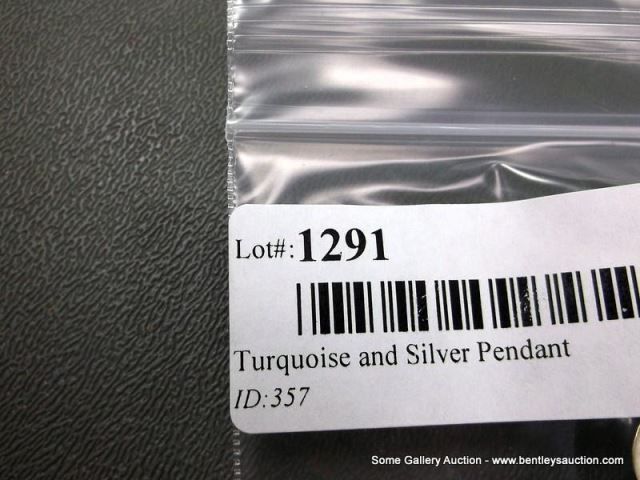 Lot#:1291
Turquoise and Silver Pendant
ID:357
Some Gallery Auction - www.bentleysauction.com